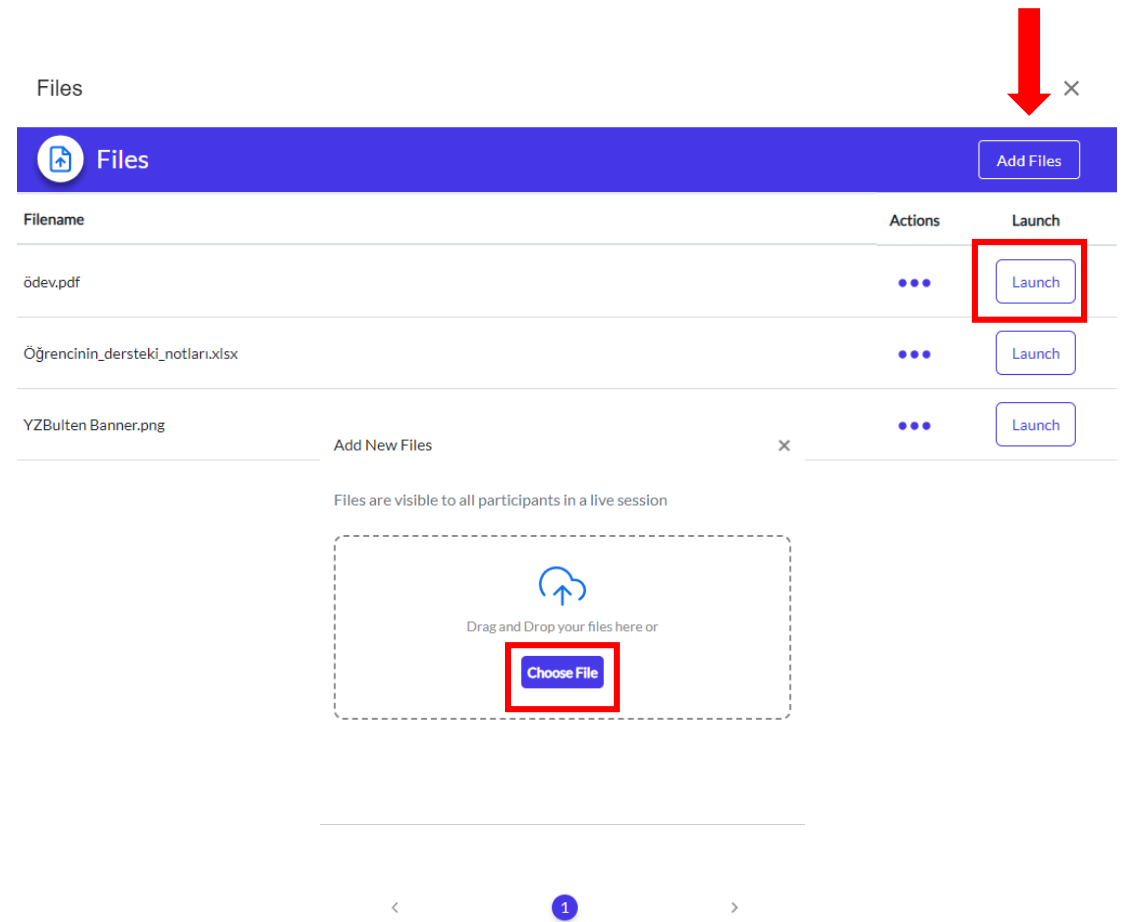 Files
Files
Add Files
Filename
Actions
Launch
ödev.pdf
Launch
Öğrencinin_dersteki_notları.xlsx
Launch
YZBulten Banner.png
Launch
Add New Files
Files are visible to all participants in a live session
Drag and Drop your files here or
Choose File
1